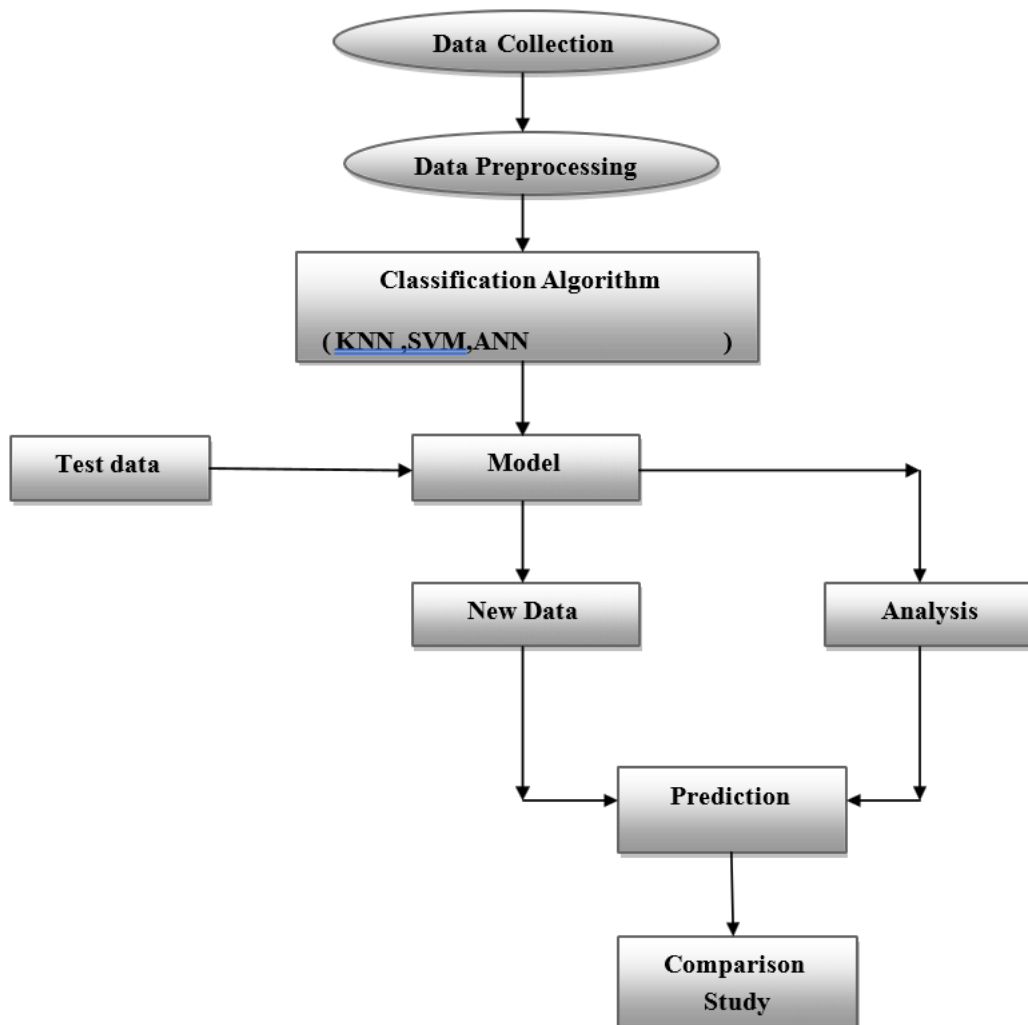 Data Collection
Data Preprocessing
Classification Algorithm
( KNN ,SVM,ANN )
Test data
Model
New Data
Analysis
Prediction
Comparison
Study